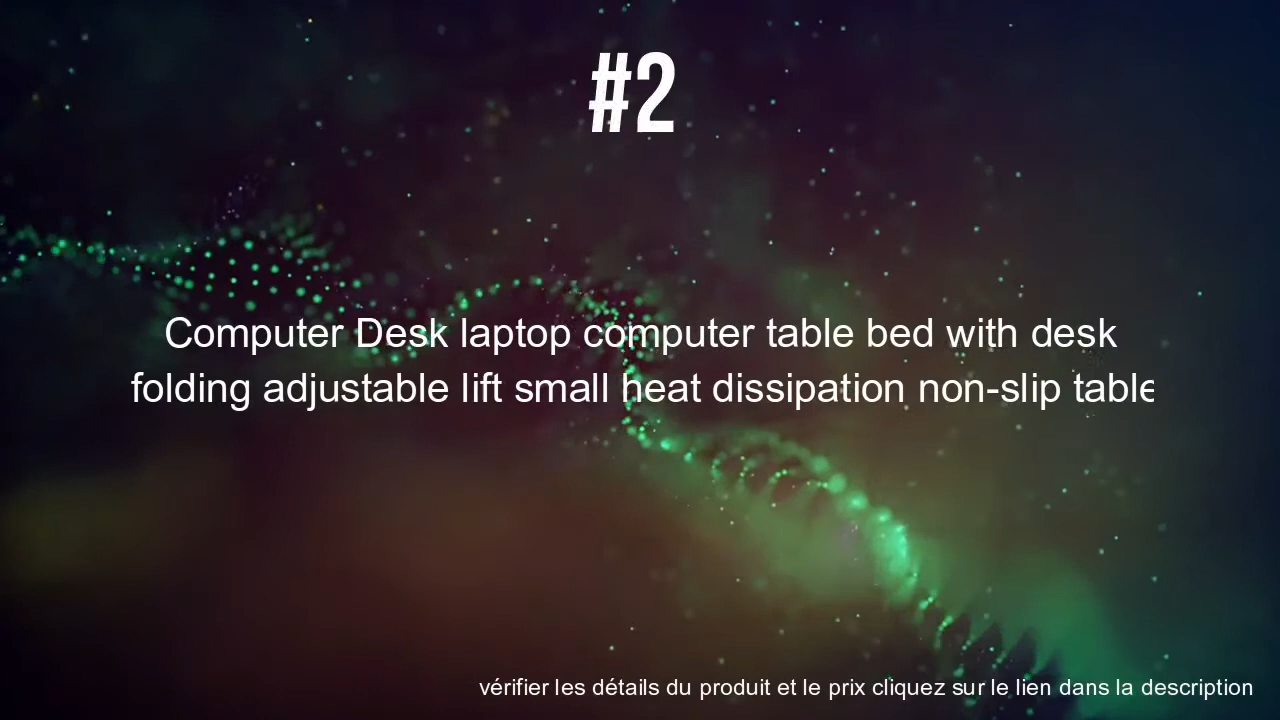 #2
Computer Desk laptop computer table bed with desk
folding adjustable lift small heat dissipation non-slip table
vérifier les détails du produit et le prix cliquez sur le lien dans la description